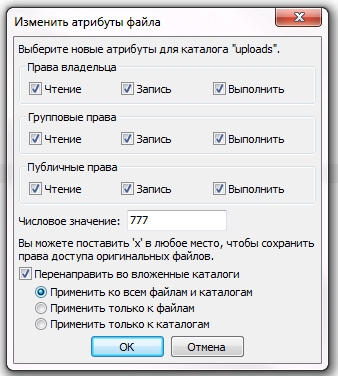 Изменить атрибуты файла
Выберите новые атрибуты для каталога "uploads".
Права владельца
Чтение Запись Выполнить
Групповые права
Чтение Запись Выполнить
Публичные права
Чтение Запись Выполнить
Числовое значение: 777
Вы можете поставить 'x' в любое место, чтобы сохранить
права доступа оригинальных файлов.
Перенаправить во вложенные каталоги
Применить ко всем файлам и каталогам
Применить только к файлам
Применить только к каталогам
OK Отмена